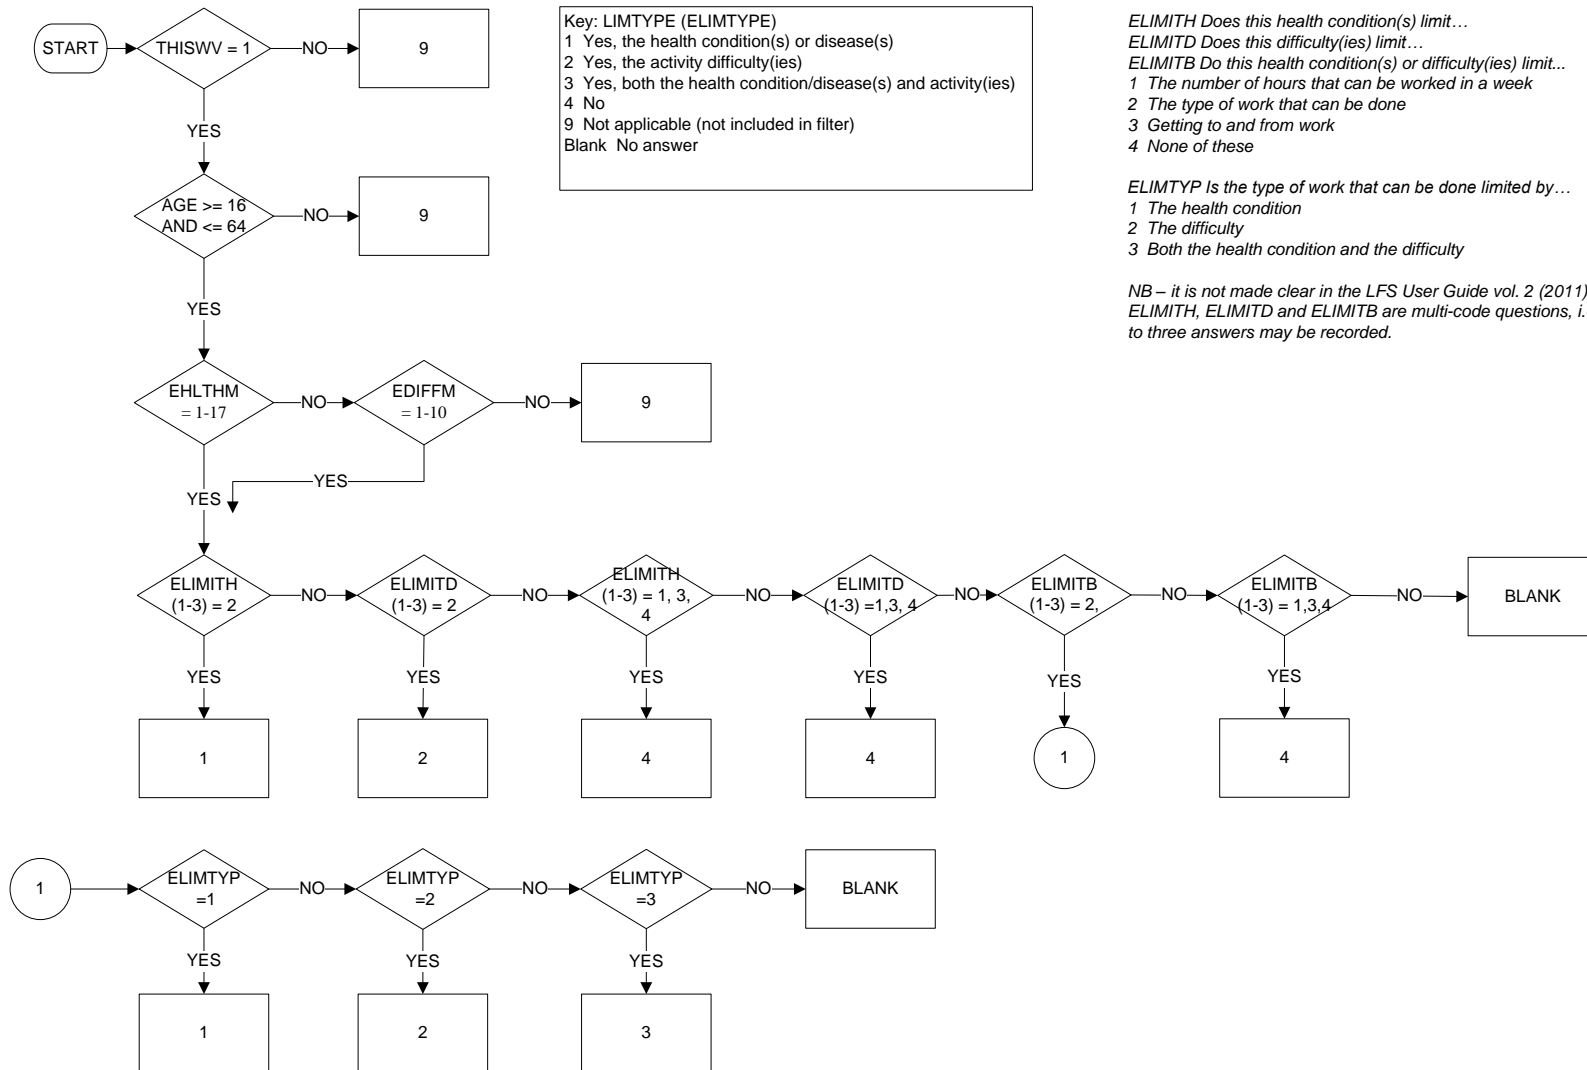 START
THISWV = 1
NO
9
YES
Key: LIMTYPE (ELIMTYPE)
1 Yes, the health condition(s) or disease(s)
2 Yes, the activity difficulty(ies)
3 Yes, both the health condition/disease(s) and activity(ies)
4 No
9 Not applicable (not included in filter)
Blank No answer
ELIMITH Does this health condition(s) limit…
ELIMITD Does this difficulty(ies) limit…
ELIMITB Do this health condition(s) or difficulty(ies) limit...
1 The number of hours that can be worked in a week
2 The type of work that can be done
3 Getting to and from work
4 None of these
ELIMTYP Is the type of work that can be done limited by…
1 The health condition
2 The difficulty
3 Both the health condition and the difficulty
NB – it is not made clear in the LFS User Guide vol. 2 (2011)
ELIMITH, ELIMITD and ELIMITB are multi-code questions, i.
to three answers may be recorded.
AGE >= 16
AND <= 64
NO
9
YES
EHLTHM
= 1-17
NO
EDIFFM
= 1-10
NO
9
YES
YES
ELIMITH
(1-3) = 2
NO
ELIMITD
(1-3) = 2
NO
ELIMITH
(1-3) = 1, 3,
4
NO
ELIMITD
(1-3) =1,3, 4
NO
ELIMITB
(1-3) = 2,
NO
ELIMITB
(1-3) = 1,3,4
NO
BLANK
YES
YES
YES
YES
YES
YES
1
2
4
4
1
4
1
ELIMTYP
=1
NO
ELIMTYP
=2
NO
ELIMTYP
=3
NO
BLANK
YES
YES
YES
1
2
3